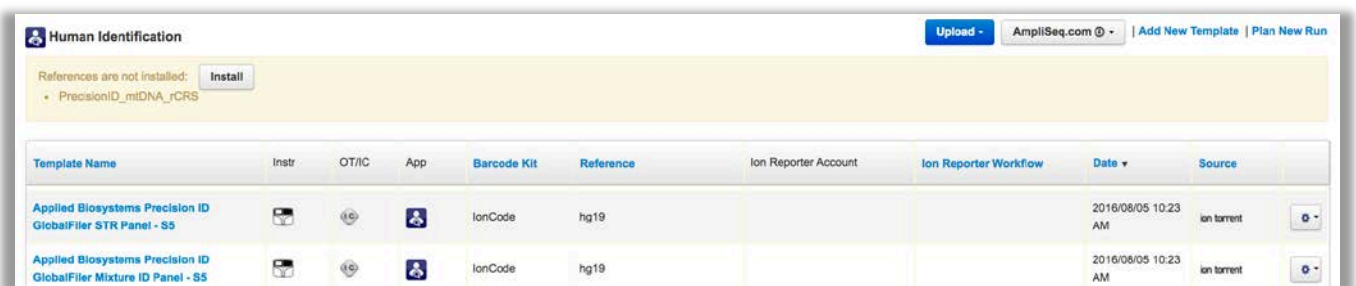 Human Identification
Upload
AmpliSeq.com
| Add New Template | Plan New Run
References are not installed: Install
• PrecisionID_mtDNA_rCRS
Template Name Instr OT/IC App Barcode Kit Reference Ion Reporter Account Ion Reporter Workflow Date Source
Applied Biosystems Precision ID
GlobalFiler STR Panel - S5
IC
IonCode hg19
2016/08/05 10:23
AM
ion torrent
Applied Biosystems Precision ID
GlobalFiler Mixture ID Panel - S5
IC
IonCode hg19
2016/08/05 10:23
AM
ion torrent